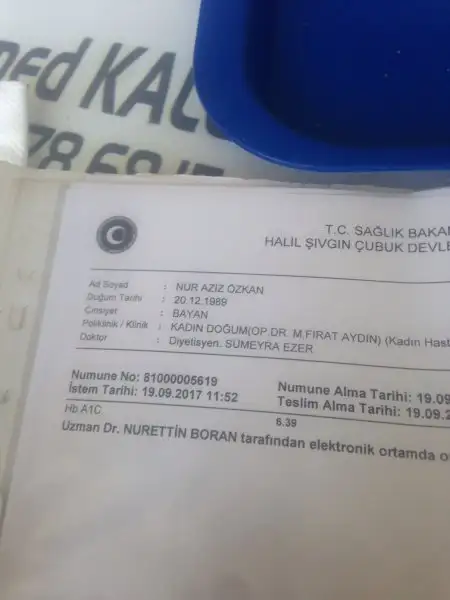 KALC
T.C. SAĞLIK BAKA
HALİL ŞIVGIN ÇUBUK DEVLE
Ad Soyad : NUR AZIZ ÖZKAN
Doğum Tarihi : 20.12.1989
Cinsiyet : BAYAN
Poliklinik / Klinik : KADIN DOĞUM(OP.DR. M.FIRAT AYDIN) (Kadın Hast
Doktor : Diyetisyen. SÜMEYRA EZER
Numune No: 81000005619 Numune Alma Tarihi: 19.09
İstem Tarihi: 19.09.2017 11:52 Teslim Alma Tarihi: 19.09.2
Hb A1C 6.39
Uzman Dr. NURETTİN BORAN tarafından elektronik ortamda o